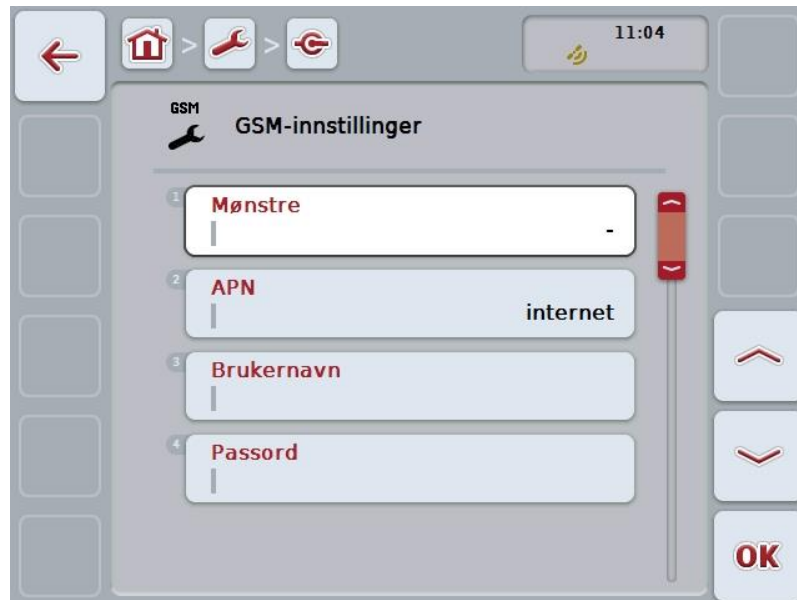 11:04
GSM
GSM-innstillinger
1
Mønstre
-
2
APN
internet
3
Brukernavn
4
Passord
OK